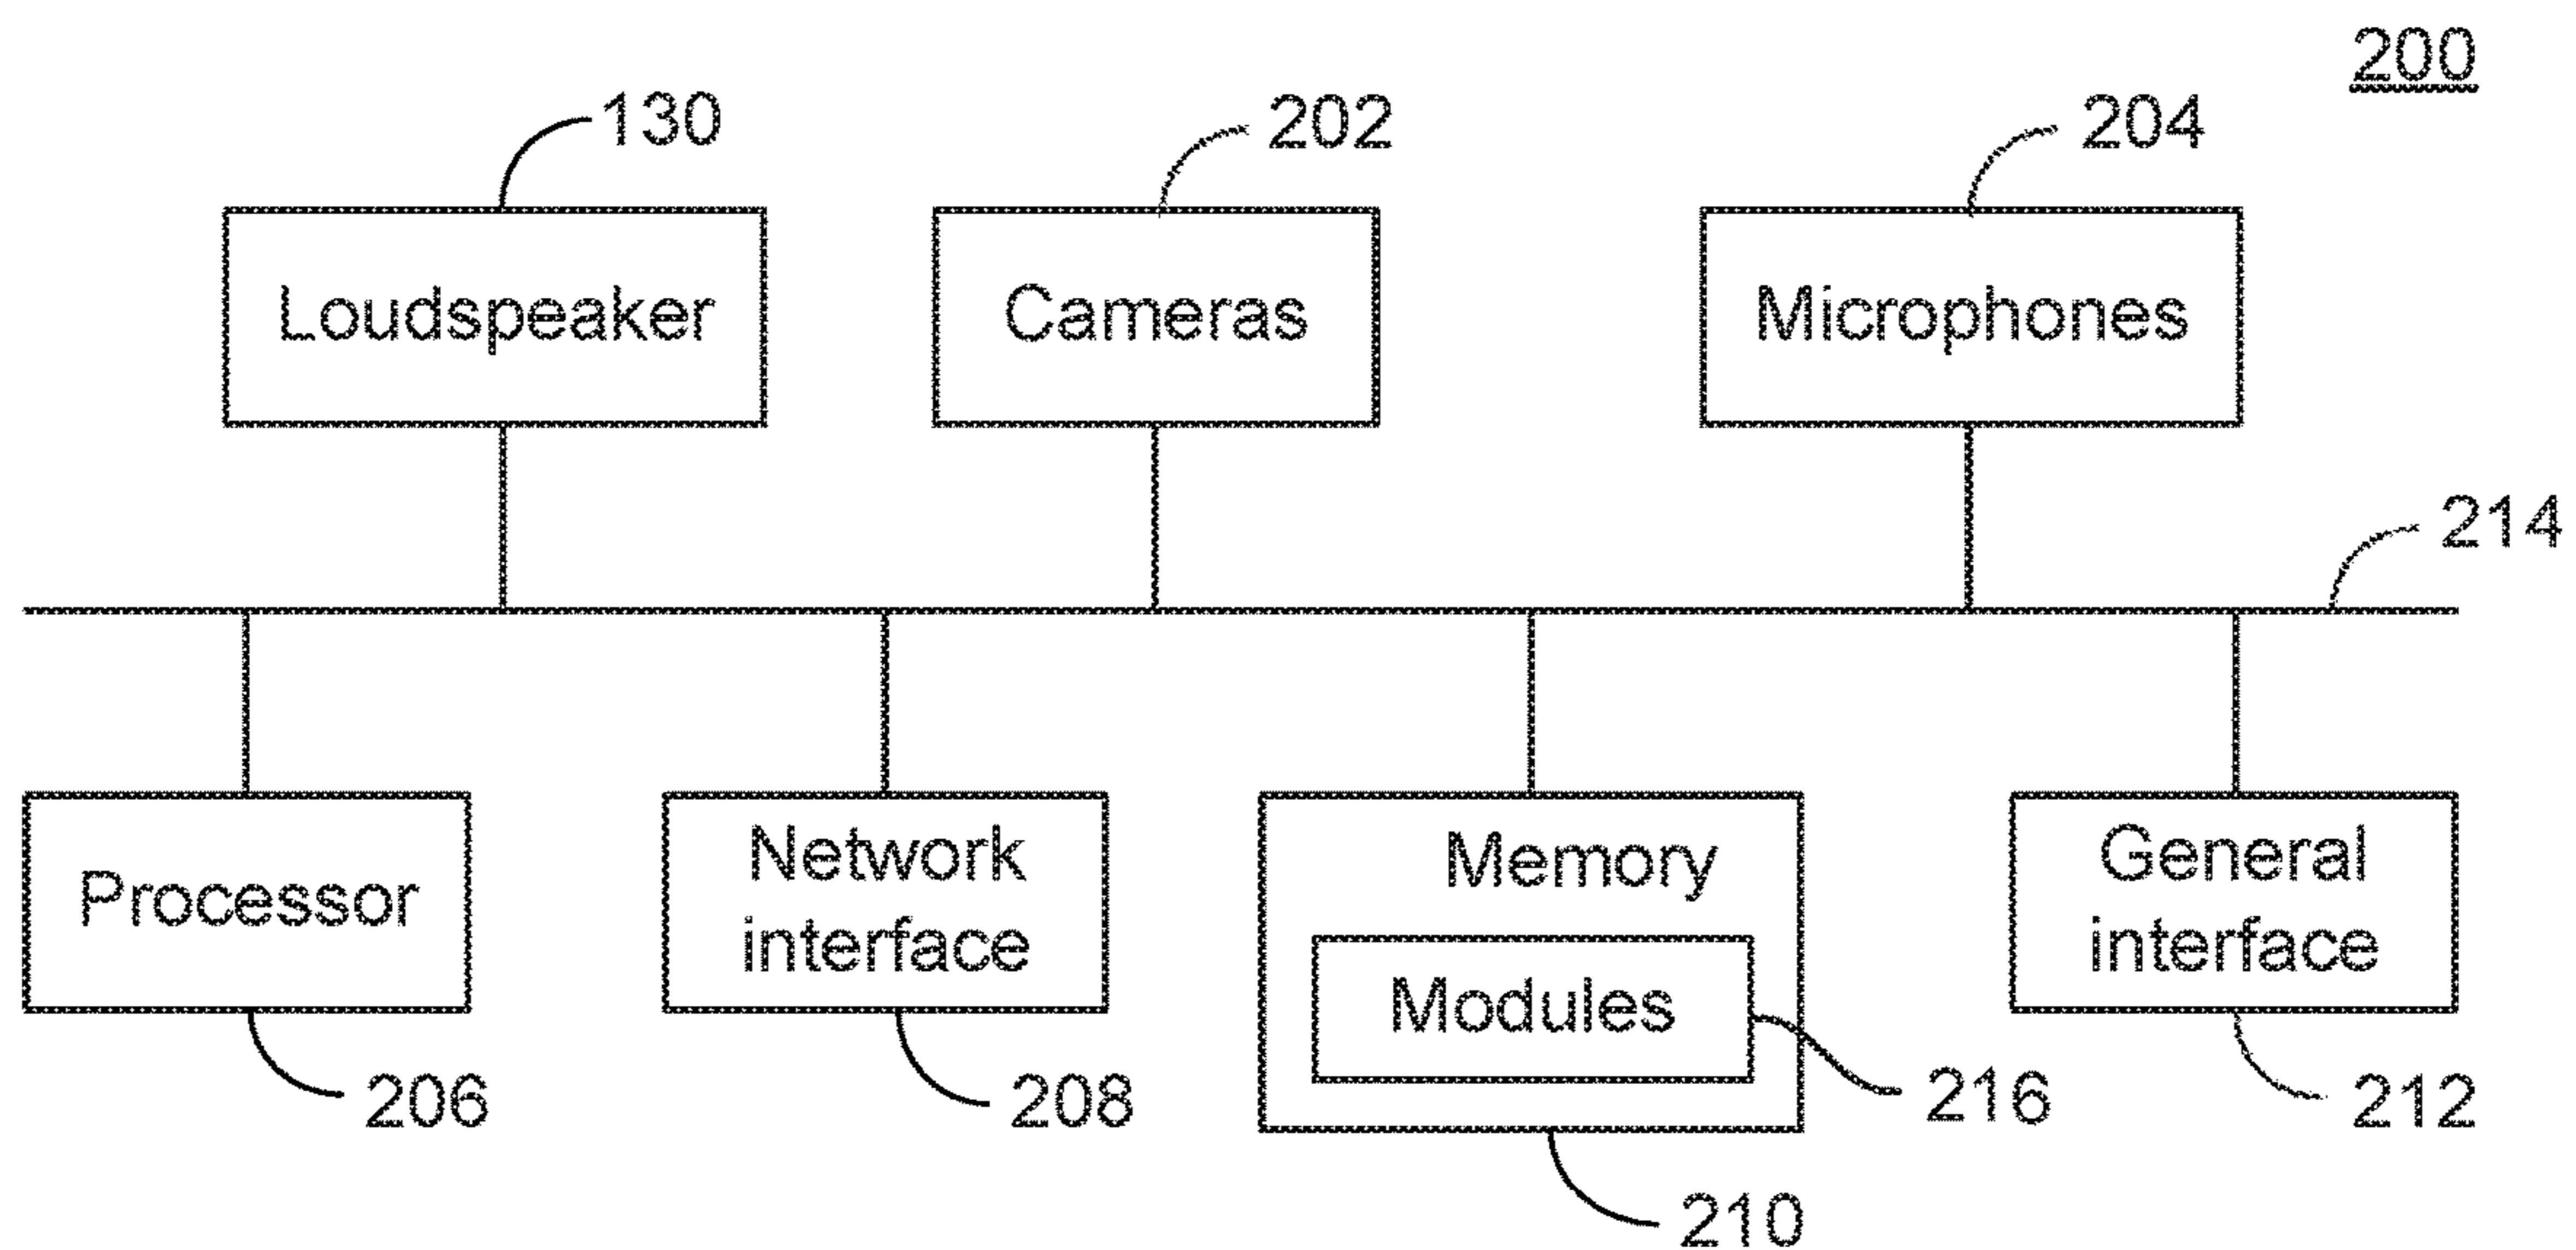 200
130
202
204
Loudspeaker
Cameras
Microphones
214
Processor
Network
interface
Memory
Modules
General
interface
206
208
216
212
210